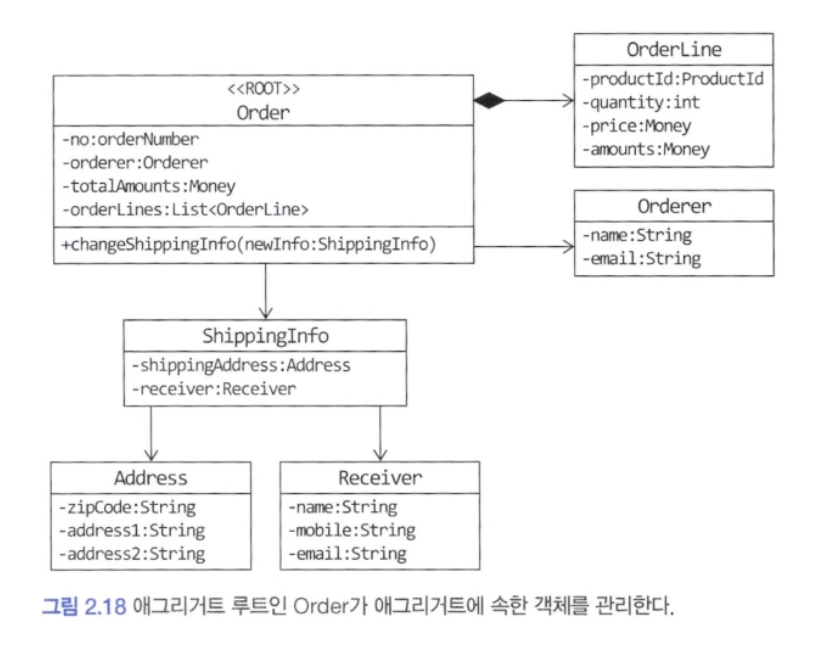 <<ROOT>>
Order
-no:orderNumber
-orderer:Orderer
-totalAmounts:Money
-orderLines:List<OrderLine>
+changeShippingInfo(newInfo:ShippingInfo)
OrderLine
-productId:ProductId
-quantity:int
-price:Money
-amounts:Money
Orderer
-name:String
-email:String
ShippingInfo
-shippingAddress:Address
-receiver:Receiver
Address
-zipCode:String
-address1:String
-address2:String
Receiver
-name:String
-mobile:String
-email:String
그림 2.18 애그리거트 루트인 Order가 애그리거트에 속한 객체를 관리한다.